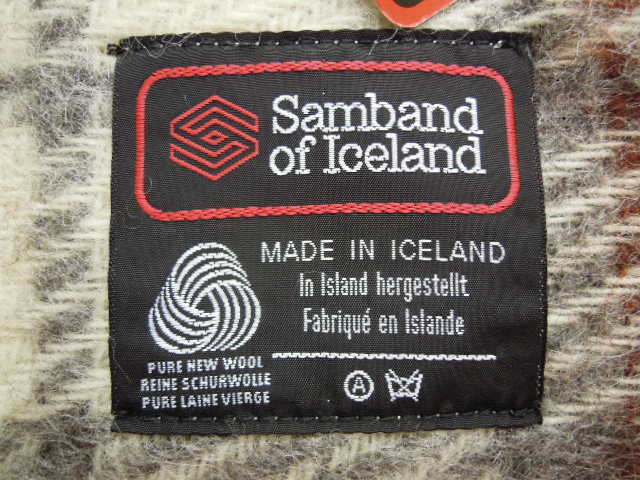 Samband
of Iceland
MADE IN ICELAND
In Island hergestellt
Fabriqué en Islande
PURE NEW WOOL
REINE SCHURWOLLE
PURE LAINE VIERGE
A